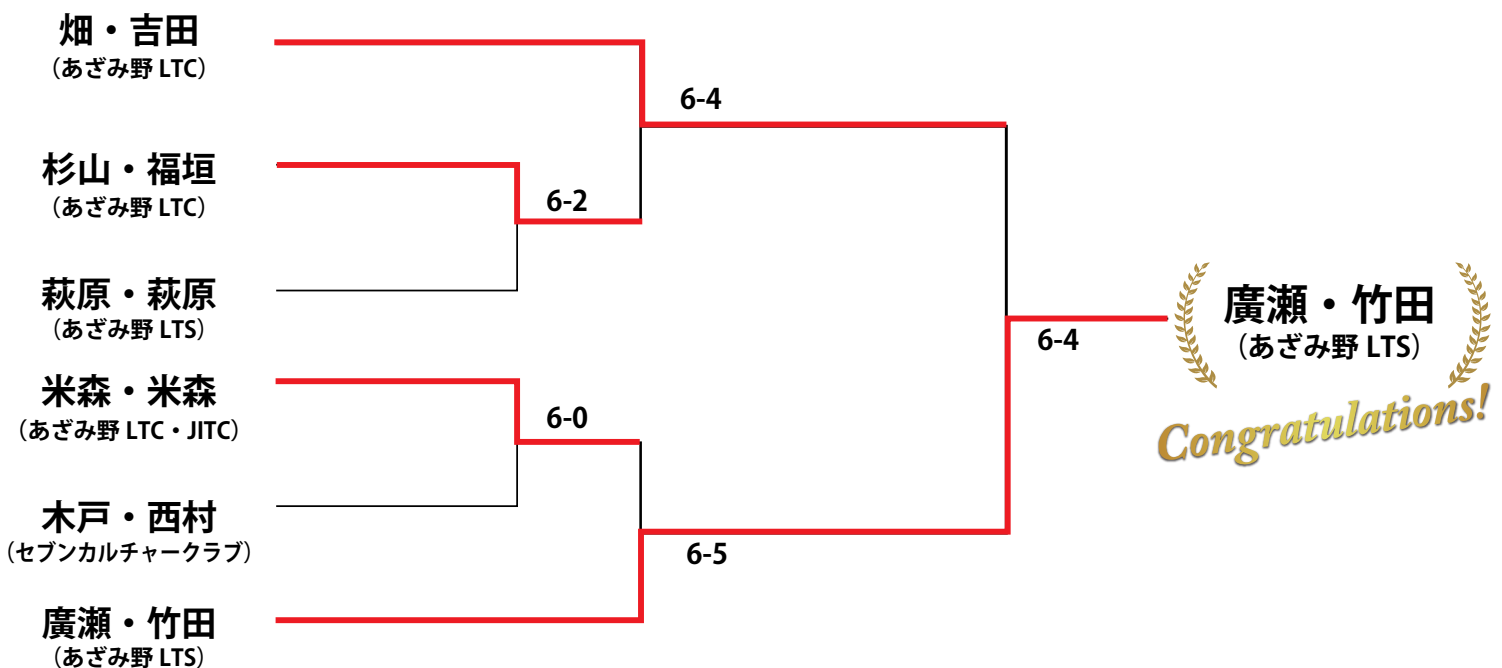 畑・吉田
(あざみ野 LTC)
6-4
杉山・福垣
(あざみ野 LTC)
6-2
萩原・萩原
(あざみ野 LTS)
米森・米森
(あざみ野 LTC・JITC)
6-0
木戸・西村
(セブンカルチャークラブ)
6-5
廣瀬・竹田
(あざみ野 LTS)
6-4
廣瀬・竹田
(あざみ野 LTS)
Congratulations!